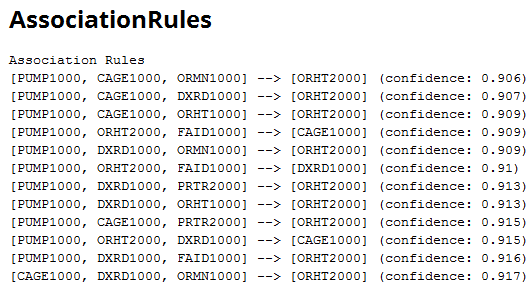 AssociationRules
Association Rules
[PUMP1000, CAGE1000, ORMN1000] --> [ORHT2000] (confidence: 0.906)
[PUMP1000, CAGE1000, DXRD1000] --> [ORHT2000] (confidence: 0.907)
[PUMP1000, CAGE1000, ORHT1000] --> [ORHT2000] (confidence: 0.909)
[PUMP1000, ORHT2000, FAID1000] --> [CAGE1000] (confidence: 0.909)
[PUMP1000, DXRD1000, ORMN1000] --> [ORHT2000] (confidence: 0.909)
[PUMP1000, ORHT2000, FAID1000] --> [DXRD1000] (confidence: 0.91)
[PUMP1000, DXRD1000, PRTR2000] --> [ORHT2000] (confidence: 0.913)
[PUMP1000, DXRD1000, ORHT1000] --> [ORHT2000] (confidence: 0.913)
[PUMP1000, CAGE1000, PRTR2000] --> [ORHT2000] (confidence: 0.915)
[PUMP1000, ORHT2000, DXRD1000] --> [CAGE1000] (confidence: 0.915)
[PUMP1000, DXRD1000, FAID1000] --> [ORHT2000] (confidence: 0.916)
[CAGE1000, DXRD1000, ORMN1000] --> [ORHT2000] (confidence: 0.917)